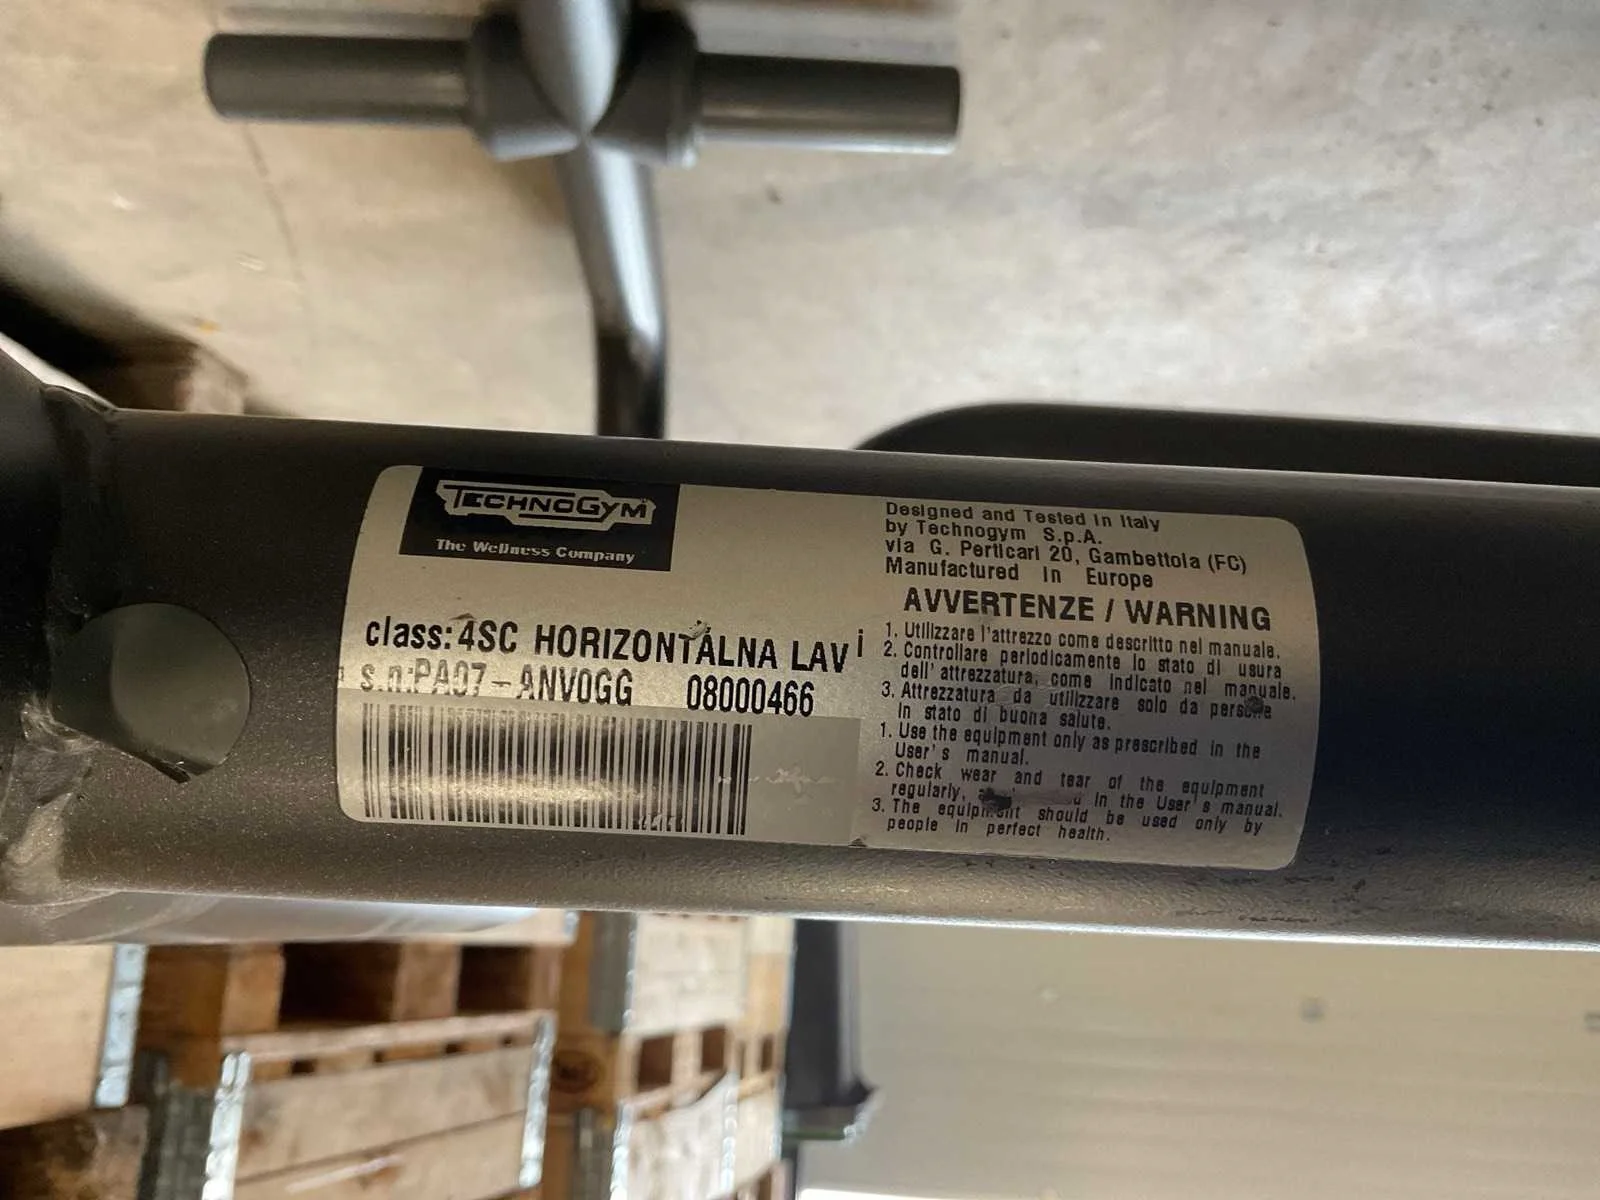 TECHNOGYM
The Wellness Company
class: 4SC HORIZONTÁLNA LAVI
s.n:PA07-ANV0GG 08000466
Designed and Tested in Italy
by Technogym S.p.A.
via G. Perticari 20, Gambettola (FC)
Manufactured in Europe
AVVERTENZE / WARNING
1. Utilizzare l'attrezzo come descritto nel manuale.
2. Controllare periodicamente lo stato di usura
dell'attrezzatura, come indicato nel manuale.
3. Attrezzatura da utilizzare solo da persone
in stato di buona salute.
1. Use the equipment only as prescribed in the
User's manual.
2. Check wear and tear of the equipment
regularly, in the User's manual.
3. The equipment should be used only by
people in perfect health.